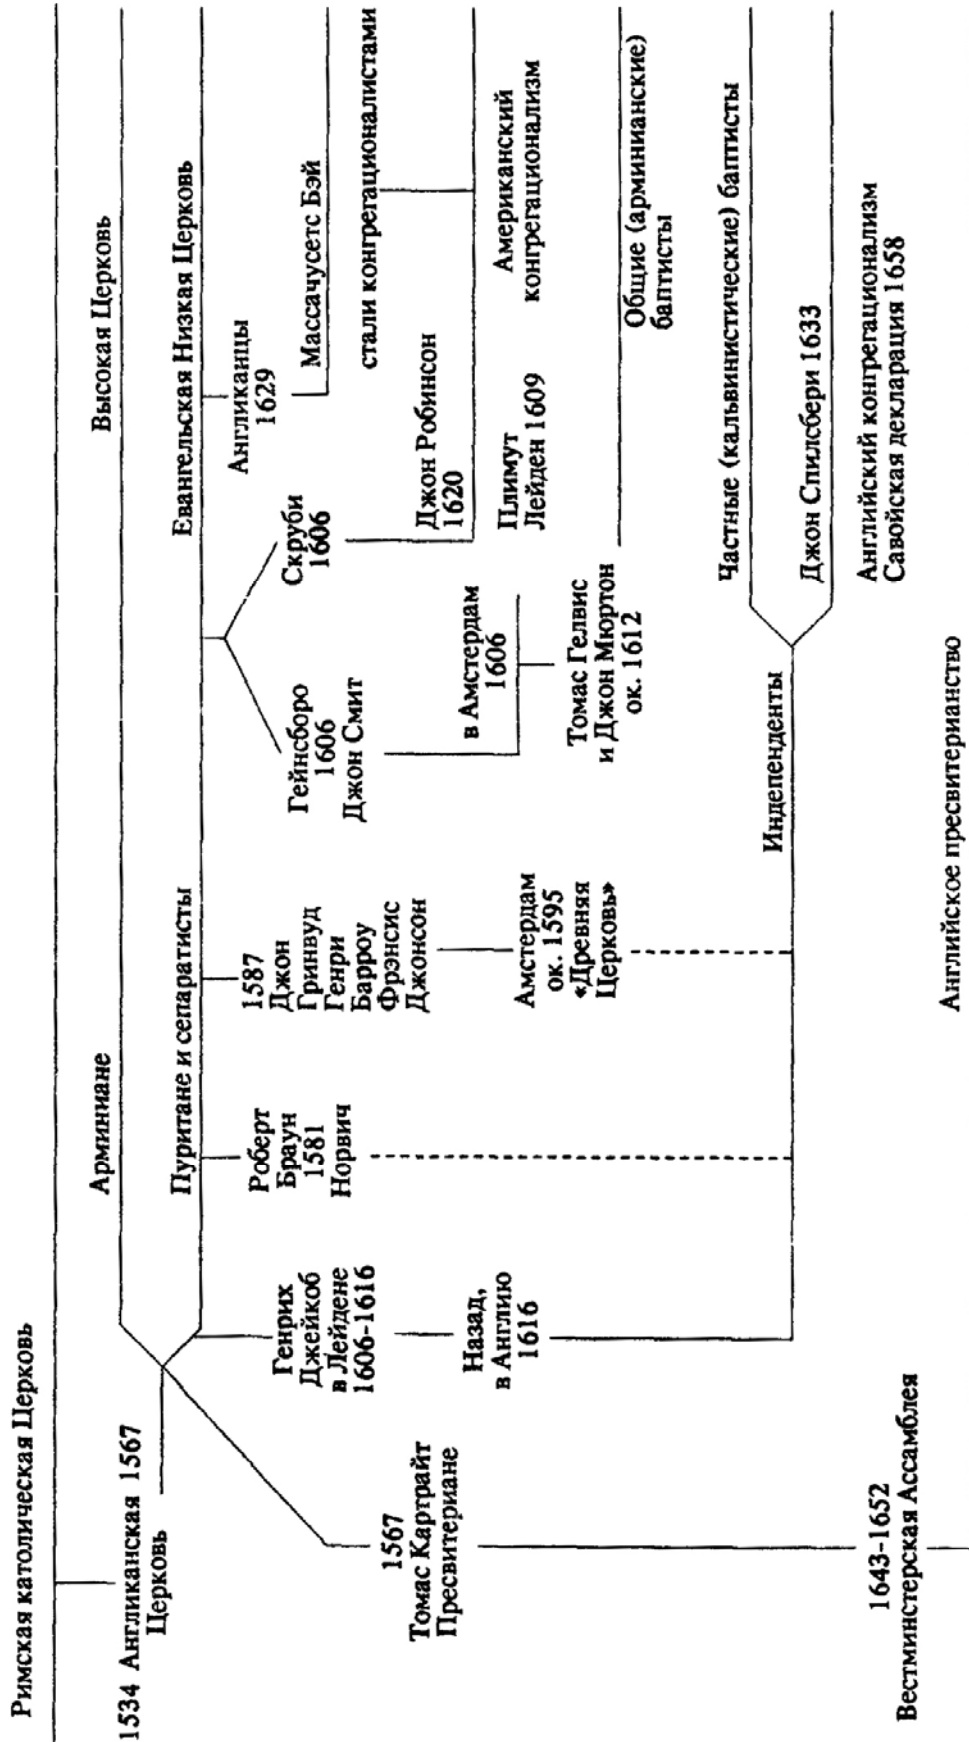 Римская католическая Церковь
1534 Англиканская 1567
Церковь
Арминиане
Высокая Церковь
Пуритане и сепаратисты
Евангельская Низкая Церковь
1567
Томас Картрайт
Пресвитериане
Генрих
Джейкоб
в Лейдене
1606-1616
Назад,
в Англию
1616
Роберт
Браун
1581
Норвич
1587
Джон
Гринвуд
Генри
Барроу
Фрэнсис
Джонсон
Амстердам
ок. 1595
«Древняя
Церковь»
Гейнсборо
1606
Джон Смит
в Амстердам
1606
Томас Гелвис
и Джон Мюртон
ок. 1612
Скруби
1606
Джон Робинсон
1620
Плимут
Лейден 1609
Англиканцы
1629
Массачусетс Бэй
стали конгрегационалистами
Американский
конгрегационализм
Общие (арминианские)
баптисты
Индепенденты
Частные (кальвинистические) баптисты
Джон Спилсбери 1633
Английский конгрегационализм
Савойская декларация 1658
1643-1652
Вестминстерская Ассамблея
Английское пресвитерианство